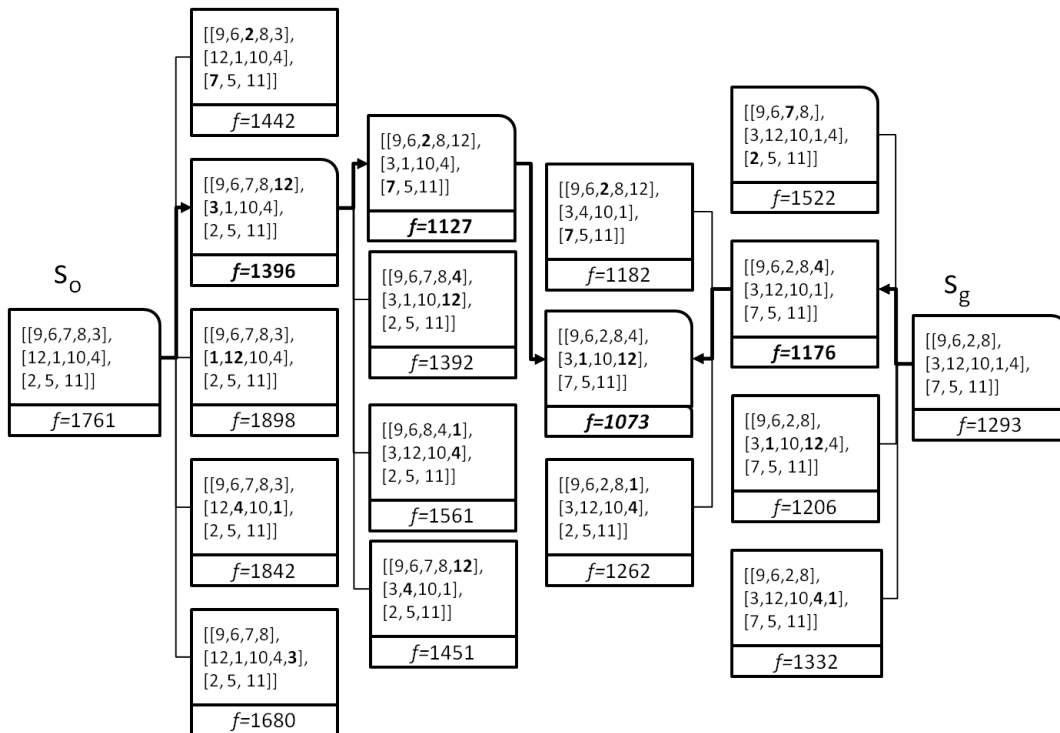 [[9,6,2,8,3],
[12,1,10,4],
[7, 5, 11]]
f=1442
[[9,6,7,8,12],
[3,1,10,4],
[2, 5, 11]]
f=1396
So
[[9,6,7,8,3],
[12,1,10,4],
[2, 5, 11]]
f=1761
[[9,6,7,8,3],
[1,12,10,4],
[2, 5, 11]]
f=1898
[[9,6,7,8,3],
[12,4,10,1],
[2, 5, 11]]
f=1842
[[9,6,7,8],
[12,1,10,4,3],
[2, 5, 11]]
f=1680
[[9,6,2,8,12],
[3,1,10,4],
[7, 5,11]]
f=1127
[[9,6,7,8,4],
[3,1,10,12],
[2, 5, 11]]
f=1392
[[9,6,8,4,1],
[3,12,10,4],
[2, 5, 11]]
f=1561
[[9,6,7,8,12],
[3,4,10,1],
[2, 5,11]]
f=1451
[[9,6,2,8,12],
[3,4,10,1],
[7,5,11]]
f=1182
[[9,6,2,8,4],
[3,1,10,12],
[7, 5,11]]
f=1073
[[9,6,2,8,1],
[3,12,10,4],
[2,5,11]]
f=1262
[[9,6,7,8,],
[3,12,10,1,4],
[2, 5, 11]]
f=1522
[[9,6,2,8,4],
[3,12,10,1],
[7, 5, 11]]
f=1176
[[9,6,2,8],
[3,1,10,12,4],
[7, 5, 11]]
f=1206
[[9,6,2,8],
[3,12,10,4,1],
[7, 5, 11]]
f=1332
Sg
[[9,6,2,8],
[3,12,10,1,4],
[7, 5, 11]]
f=1293